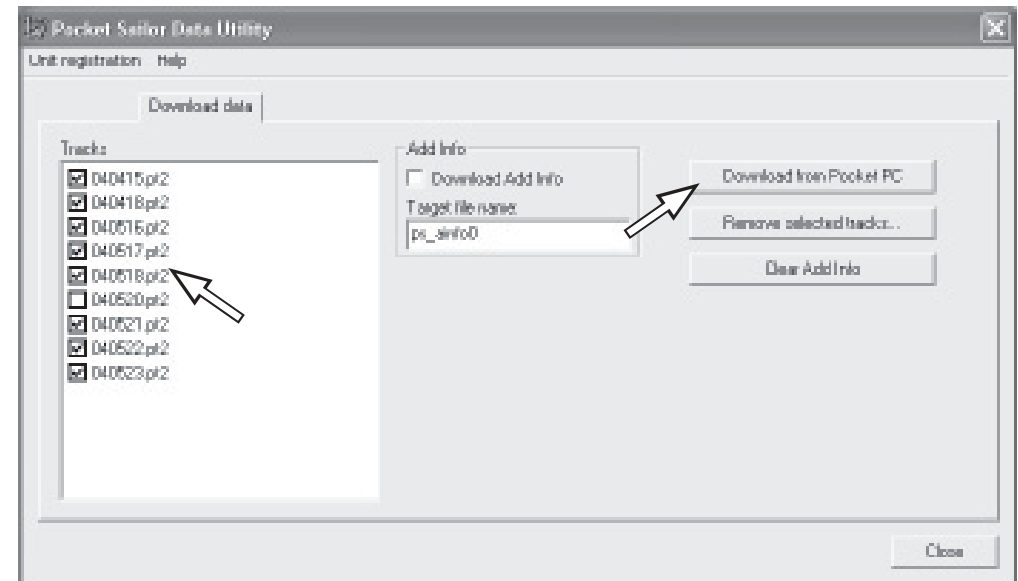 Pocket Sailor Data Utility
Unit registration Help
Download data
Tracks
040415.pt2
040418.pt2
040516.pt2
040517.pt2
040518.pt2
040520.pt2
040521.pt2
040522.pt2
040523.pt2
Add Info
Download Add Info
Target file name:
ps_ainfo0
Download from Pocket PC
Remove selected tracks...
Clear Add Info
Close